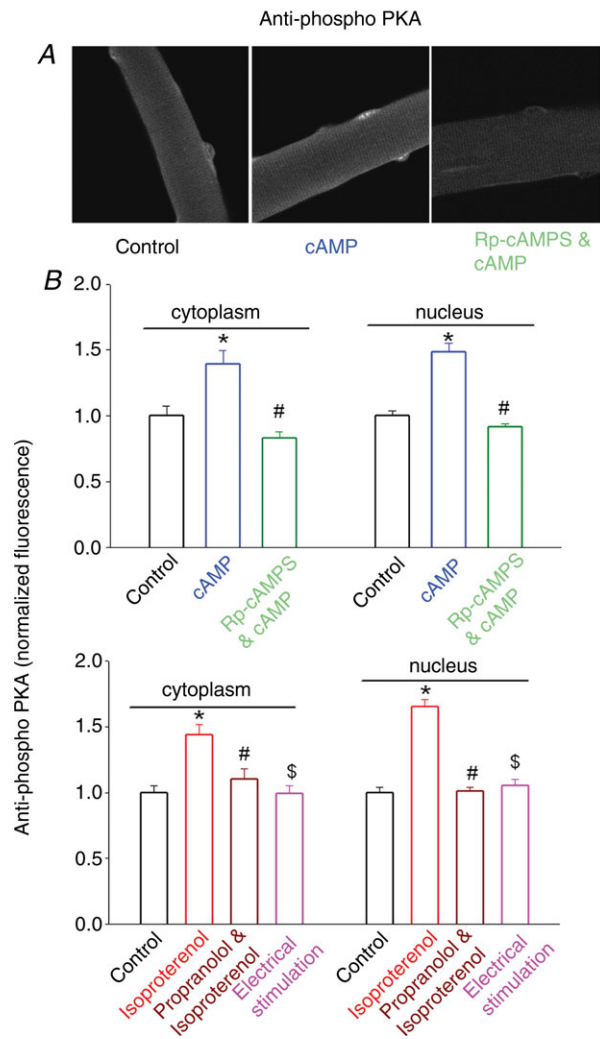 Anti-phospho PKA
A
Control
cAMP
Rp-cAMPS &
cAMP
B
Anti-phospho PKA (normalized fluorescence)
2.0
1.5
1.0
0.5
0.0
cytoplasm
nucleus
*
#
*
#
Control
cAMP
Rp-cAMPS
& cAMP
Control
cAMP
Rp-cAMPS
& cAMP
2.0
1.5
1.0
0.5
0.0
cytoplasm
nucleus
*
#
$
*
#
$
Control
Isoproterenol
Propranolol &
Isoproterenol
Electrical
stimulation
Control
Isoproterenol
Propranolol &
Isoproterenol
Electrical
stimulation